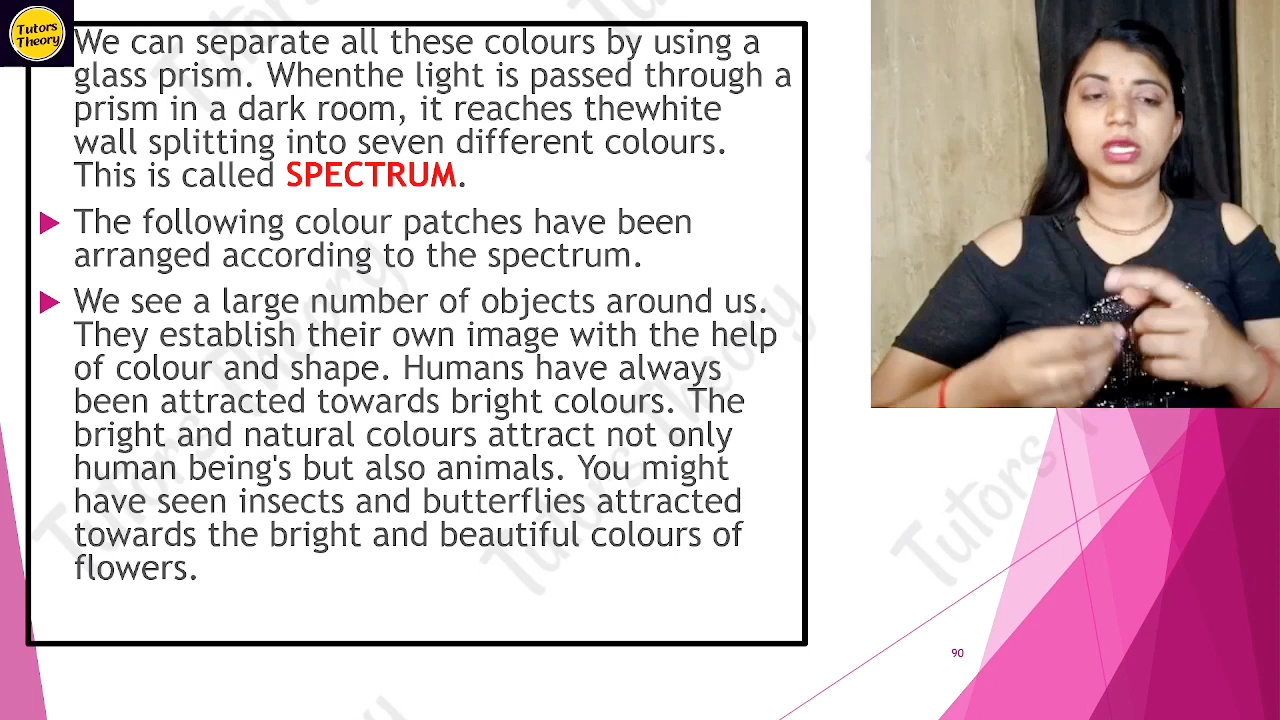 Tutors
Theory
We can separate all these colours by using a
glass prism. Whenthe light is passed through a
prism in a dark room, it reaches thewhite
wall splitting into seven different colours.
This is called SPECTRUM.
The following colour patches have been
arranged according to the spectrum.
We see a large number of objects around us.
They establish their own image with the help
of colour and shape. Humans have always
been attracted towards bright colours. The
bright and natural colours attract not only
human being's but also animals. You might
have seen insects and butterflies attracted
towards the bright and beautiful colours of
flowers.
90
Tutors Theory
Tutors Theory
Tutors